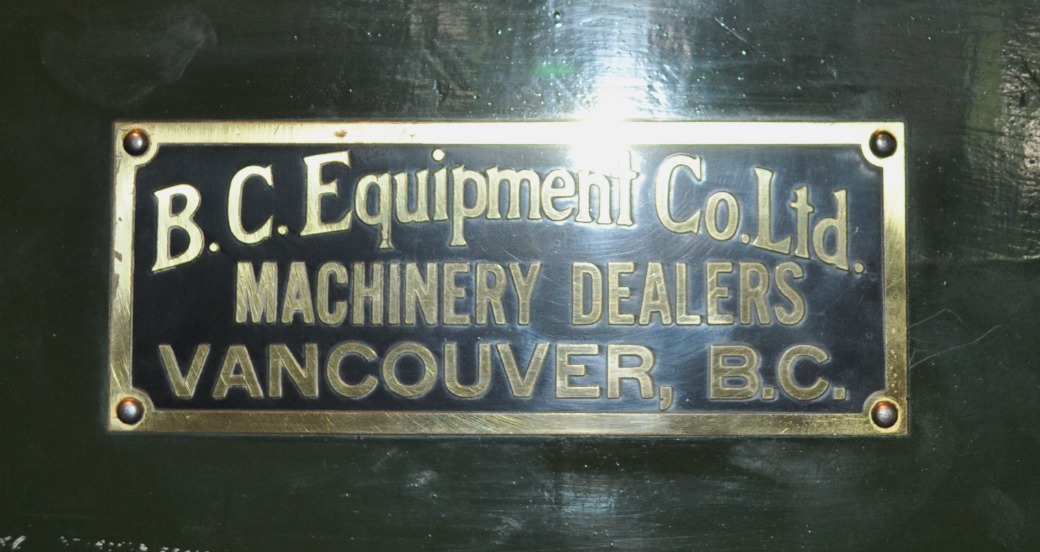 B. C. Equipment Co. Ltd.
MACHINERY DEALERS
VANCOUVER, B.C.